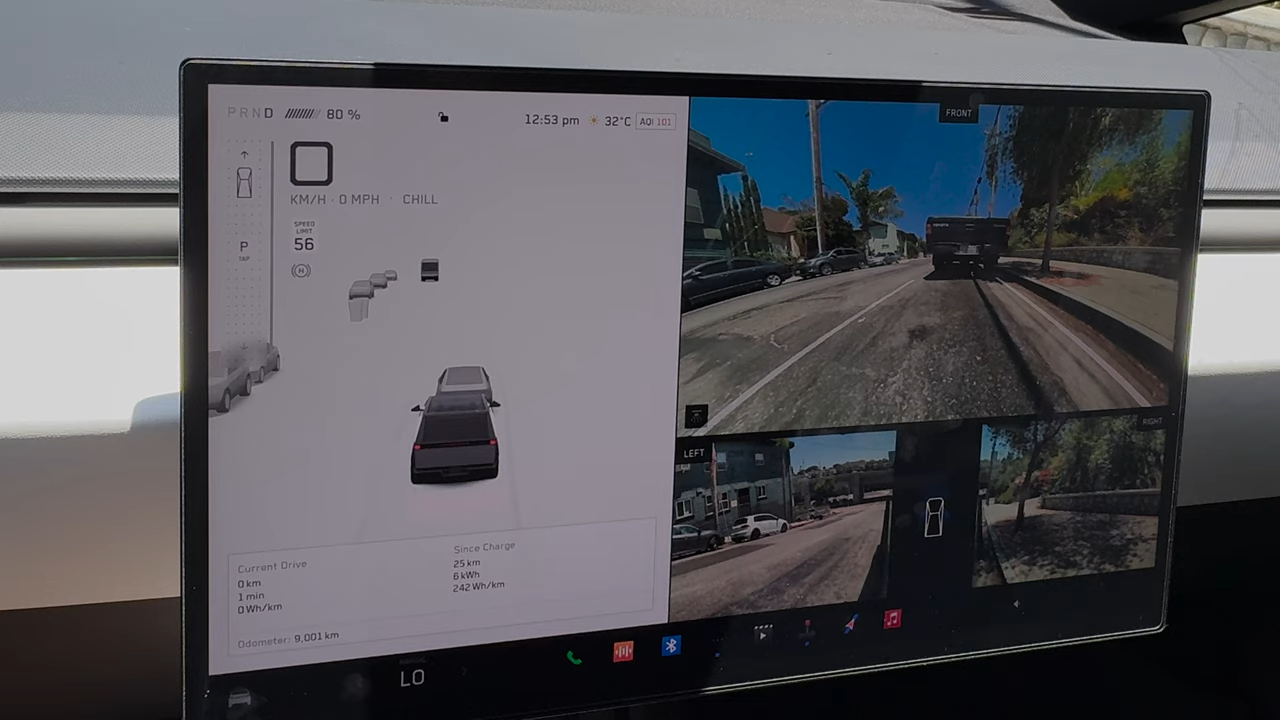 PRND 80 %
12:53 pm 32°C AQI 101
KM/H · 0 MPH · CHILL
SPEED
LIMIT
56
P
TAP
FRONT
LEFT
RIGHT
Current Drive
0 km
1 min
0 Wh/km
Since Charge
25 km
6 kWh
242 Wh/km
Odometer: 9,001 km
LO